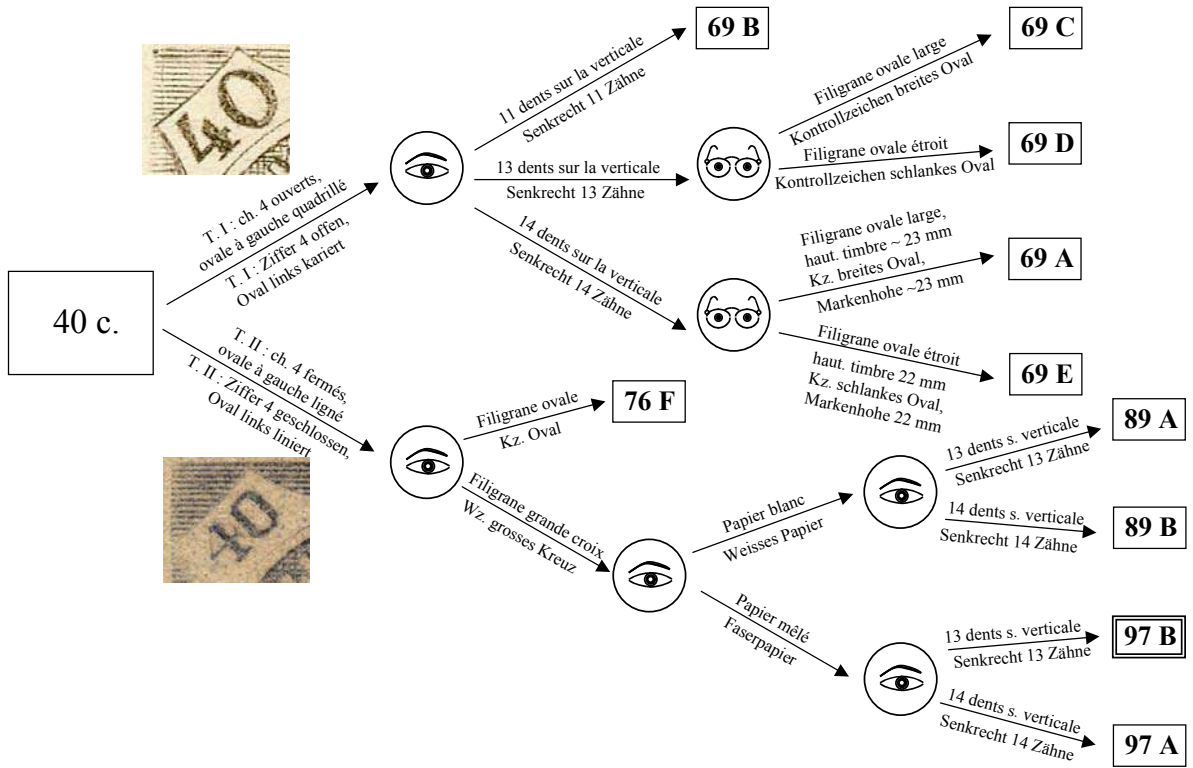 40
69 B
69 C
11 dents sur la verticale
Senkrecht 11 Zähne
Filigrane ovale large
Kontrollzeichen breites Oval
13 dents sur la verticale
Senkrecht 13 Zähne
Filigrane ovale étroit
Kontrollzeichen schlankes Oval
69 D
T. I : ch. 4 ouverts,
ovale à gauche quadrillé
T. I : Ziffer 4 offen,
Oval links kariert
14 dents sur la verticale
Senkrecht 14 Zähne
Filigrane ovale large,
haut. timbre ~ 23 mm
Kz. breites Oval,
Markenhohe ~23 mm
69 A
40 c.
Filigrane ovale étroit
haut. timbre 22 mm
Kz. schlankes Oval,
Markenhohe 22 mm
69 E
T. II : ch. 4 fermés,
ovale à gauche ligné
T. II : Ziffer 4 geschlossen,
Oval links liniert
Filigrane ovale
Kz. Oval
76 F
40
Filigrane grande croix
Wz. grosses Kreuz
Papier blanc
Weisses Papier
13 dents s. verticale
Senkrecht 13 Zähne
89 A
14 dents s. verticale
Senkrecht 14 Zähne
89 B
Papier mêlé
Faserpapier
13 dents s. verticale
Senkrecht 13 Zähne
97 B
14 dents s. verticale
Senkrecht 14 Zähne
97 A